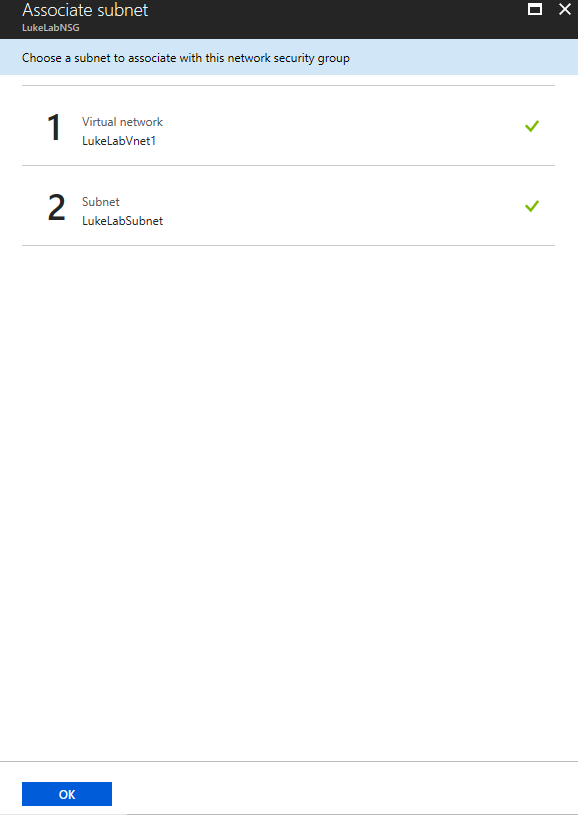 Associate subnet
LukeLabNSG
Choose a subnet to associate with this network security group
1
Virtual network
LukeLabVnet1
2
Subnet
LukeLabSubnet
OK